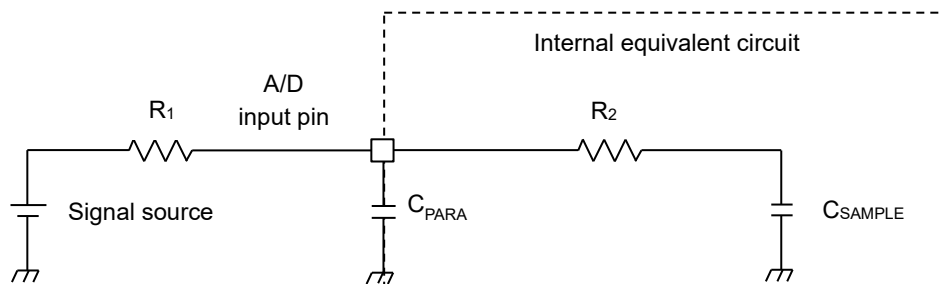 Internal equivalent circuit
A/D
input pin
R1
R2
Signal source
CPARA
CSAMPLE